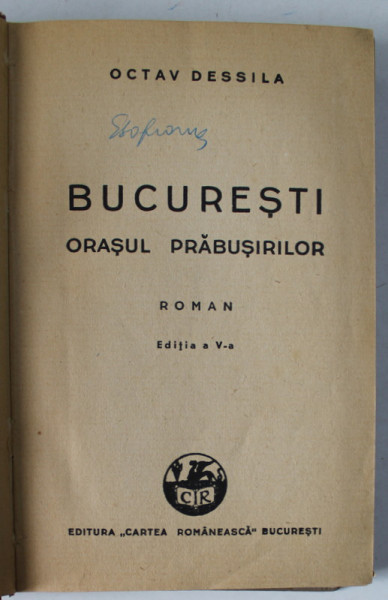 OCTAV DESSILA
BUCUREȘTI
ORAȘUL PRĂBUȘIRILOR
ROMAN
Ediția a V-a
CR
EDITURA „CARTEA ROMÂNEASCĂ" BUCUREȘTI